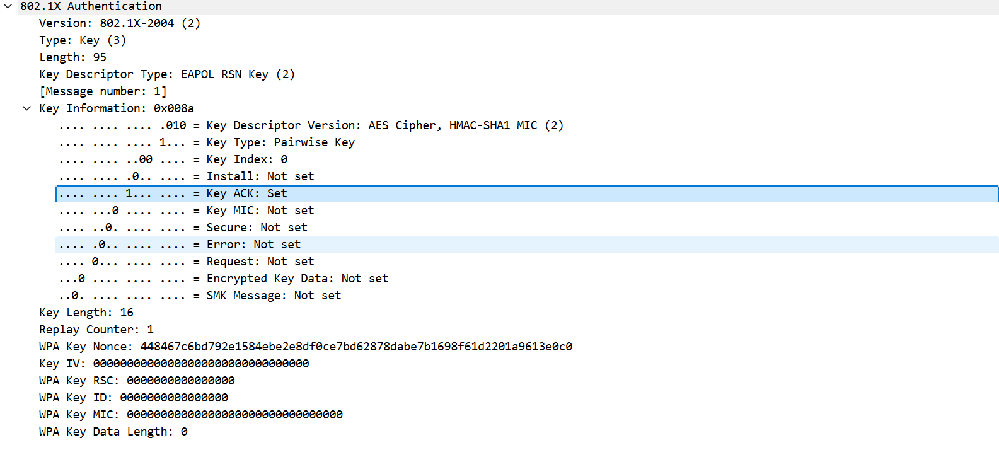 802.1X Authentication
Version: 802.1X-2004 (2)
Type: Key (3)
Length: 95
Key Descriptor Type: EAPOL RSN Key (2)
[Message number: 1]
Key Information: 0x008a
.... .... .... .010 = Key Descriptor Version: AES Cipher, HMAC-SHA1 MIC (2)
.... .... .... 1... = Key Type: Pairwise Key
.... .... ..00 .... = Key Index: 0
.... .... .0.. .... = Install: Not set
.... .... 1... .... = Key ACK: Set
.... ...0 .... .... = Key MIC: Not set
.... ..0. .... .... = Secure: Not set
.... .0.. .... .... = Error: Not set
.... 0... .... .... = Request: Not set
...0 .... .... .... = Encrypted Key Data: Not set
..0. .... .... .... = SMK Message: Not set
Key Length: 16
Replay Counter: 1
WPA Key Nonce: 448467c6bd792e1584ebe2e8df0ce7bd62878dabe7b1698f61d2201a9613e0c0
Key IV: 00000000000000000000000000000000
WPA Key RSC: 0000000000000000
WPA Key ID: 0000000000000000
WPA Key MIC: 00000000000000000000000000000000
WPA Key Data Length: 0